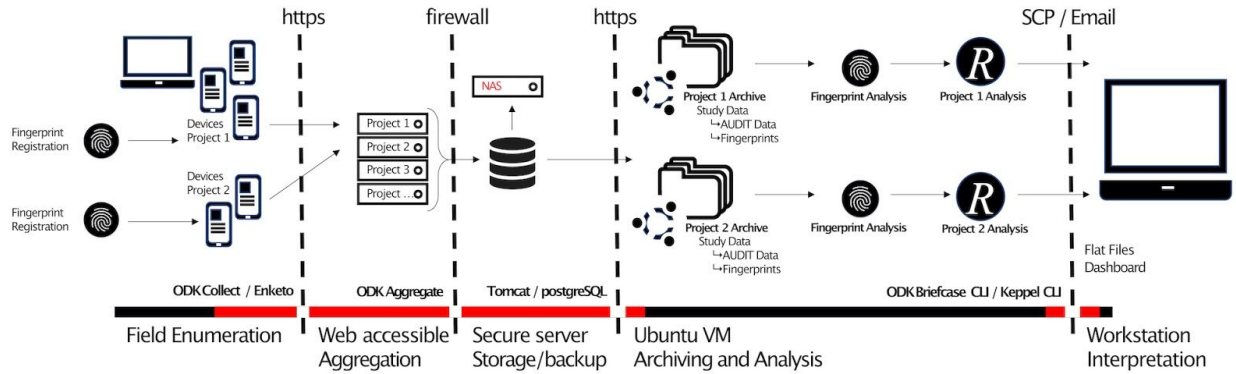 https
firewall
https
SCP / Email
Fingerprint
Registration
Devices
Project 1
Devices
Project 2
Fingerprint
Registration
Project 1
Project 2
Project 3
Project ...
NAS
Project 1 Archive
Study Data
↳AUDIT Data
↳Fingerprints
Fingerprint Analysis
R
Project 1 Analysis
Project 2 Archive
Study Data
↳AUDIT Data
↳Fingerprints
Fingerprint Analysis
R
Project 2 Analysis
Flat Files
Dashboard
ODK Collect / Enketo
ODK Aggregate
Tomcat / postgreSQL
ODK Briefcase CLI / Keppel CLI
Field Enumeration
Web accessible
Aggregation
Secure server
Storage/backup
Ubuntu VM
Archiving and Analysis
Workstation
Interpretation